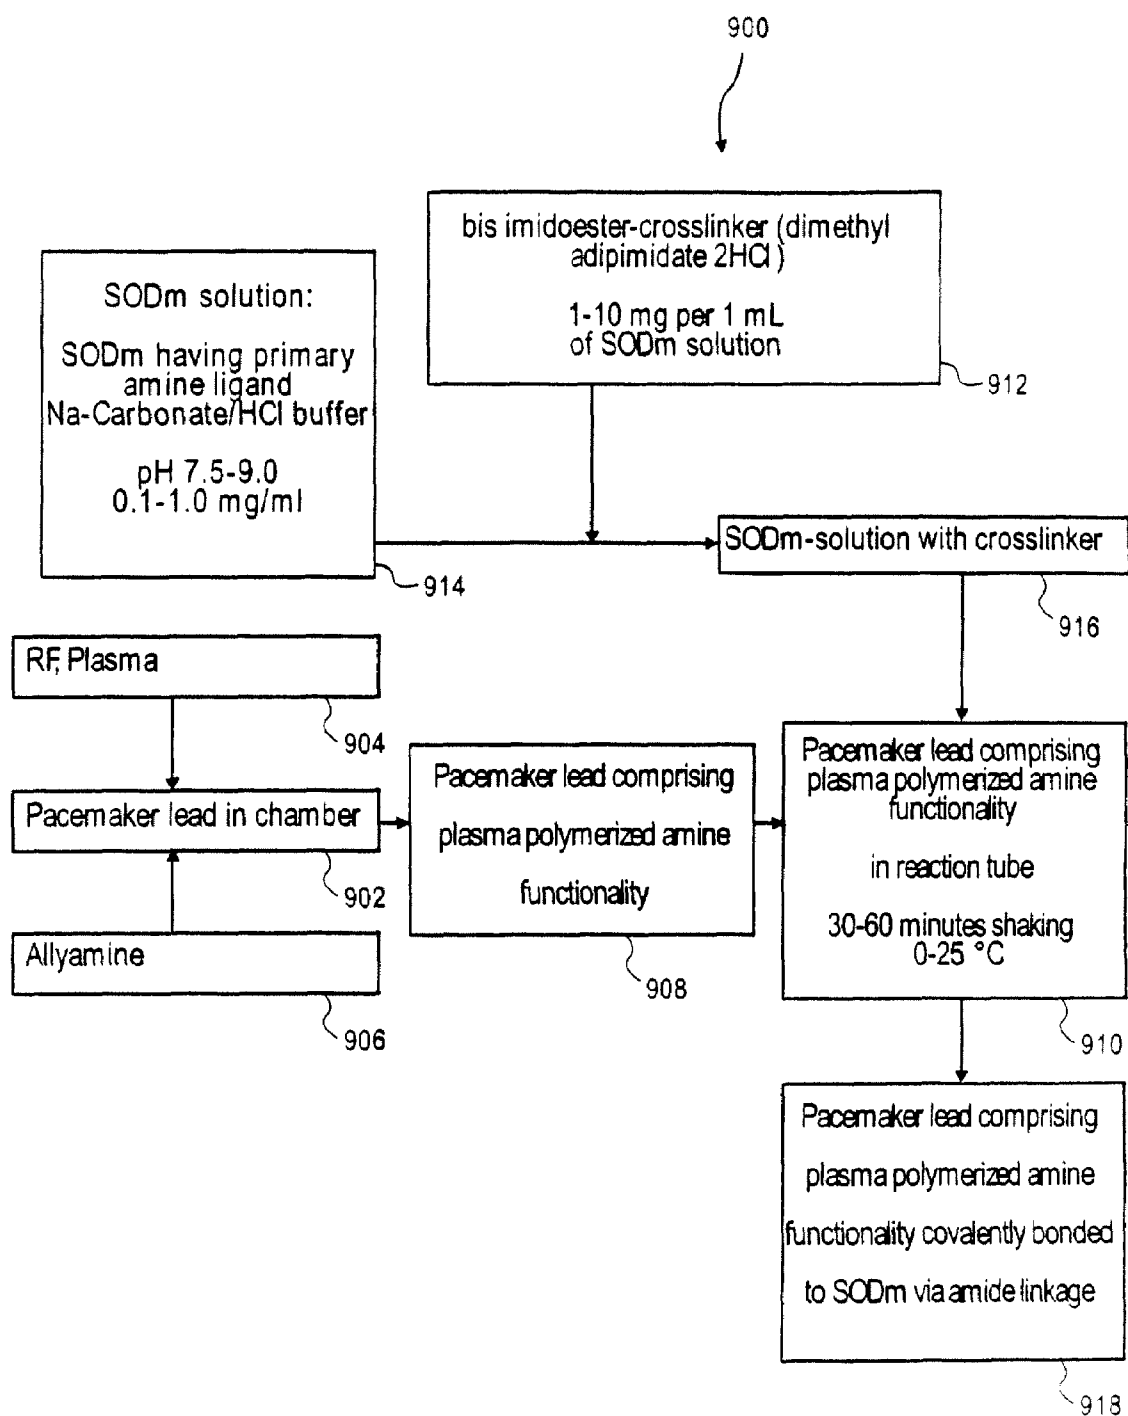 900
bis imidoester-crosslinker (dimethyl
adipimidate 2HCl)
1-10 mg per 1 mL
of SODm solution
912
SODm solution:
SODm having primary
amine ligand
Na-Carbonate/HCl buffer
pH 7.5-9.0
0.1-1.0 mg/ml
914
SODm-solution with crosslinker
916
RF, Plasma
904
Pacemaker lead in chamber
902
Allyamine
906
Pacemaker lead comprising
plasma polymerized amine
functionality
908
Pacemaker lead comprising
plasma polymerized amine
functionality
in reaction tube
30-60 minutes shaking
0-25 °C
910
Pacemaker lead comprising
plasma polymerized amine
functionality covalently bonded
to SODm via amide linkage
918